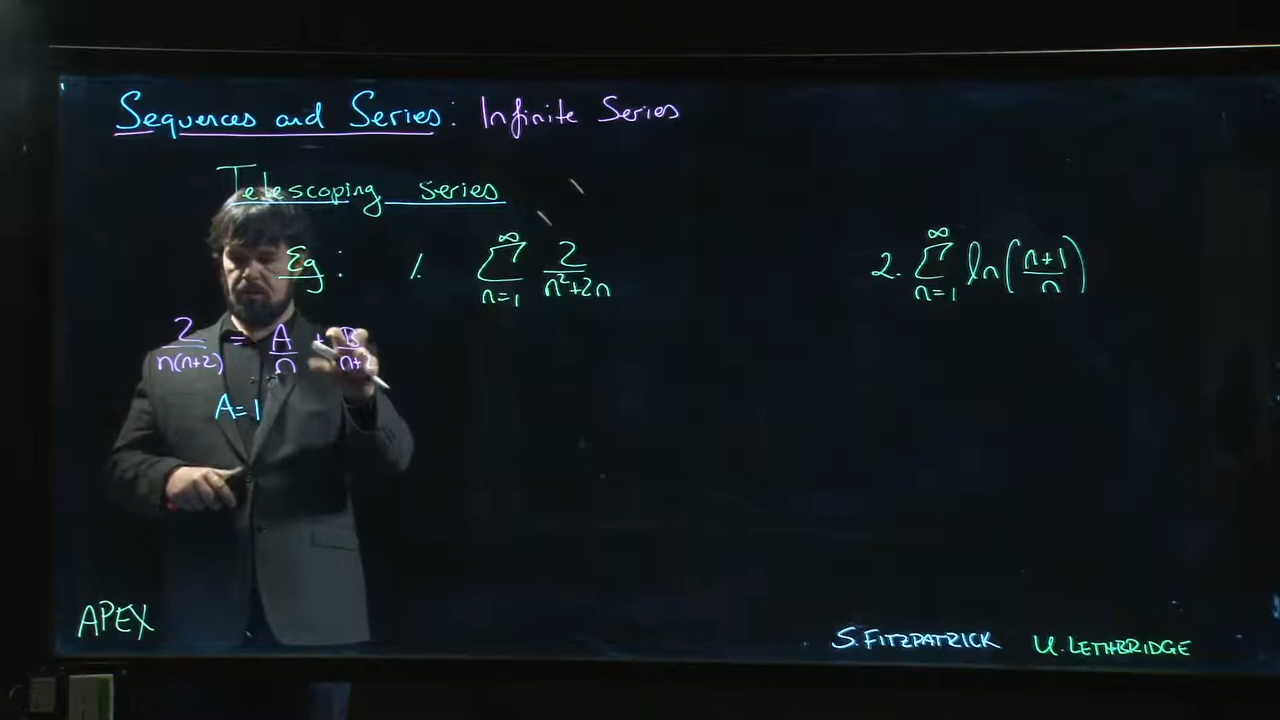 Sequences and Series: Infinite Series
Telescoping series
Eg: 1. ∑_{n=1}^{∞} 2/(n²+2n)
2. ∑_{n=1}^{∞} ln((n+1)/n)
2/(n(n+2)) = A/n + B/(n+2
A=1
APEX
S. FITZPATRICK U. LETHBRIDGE